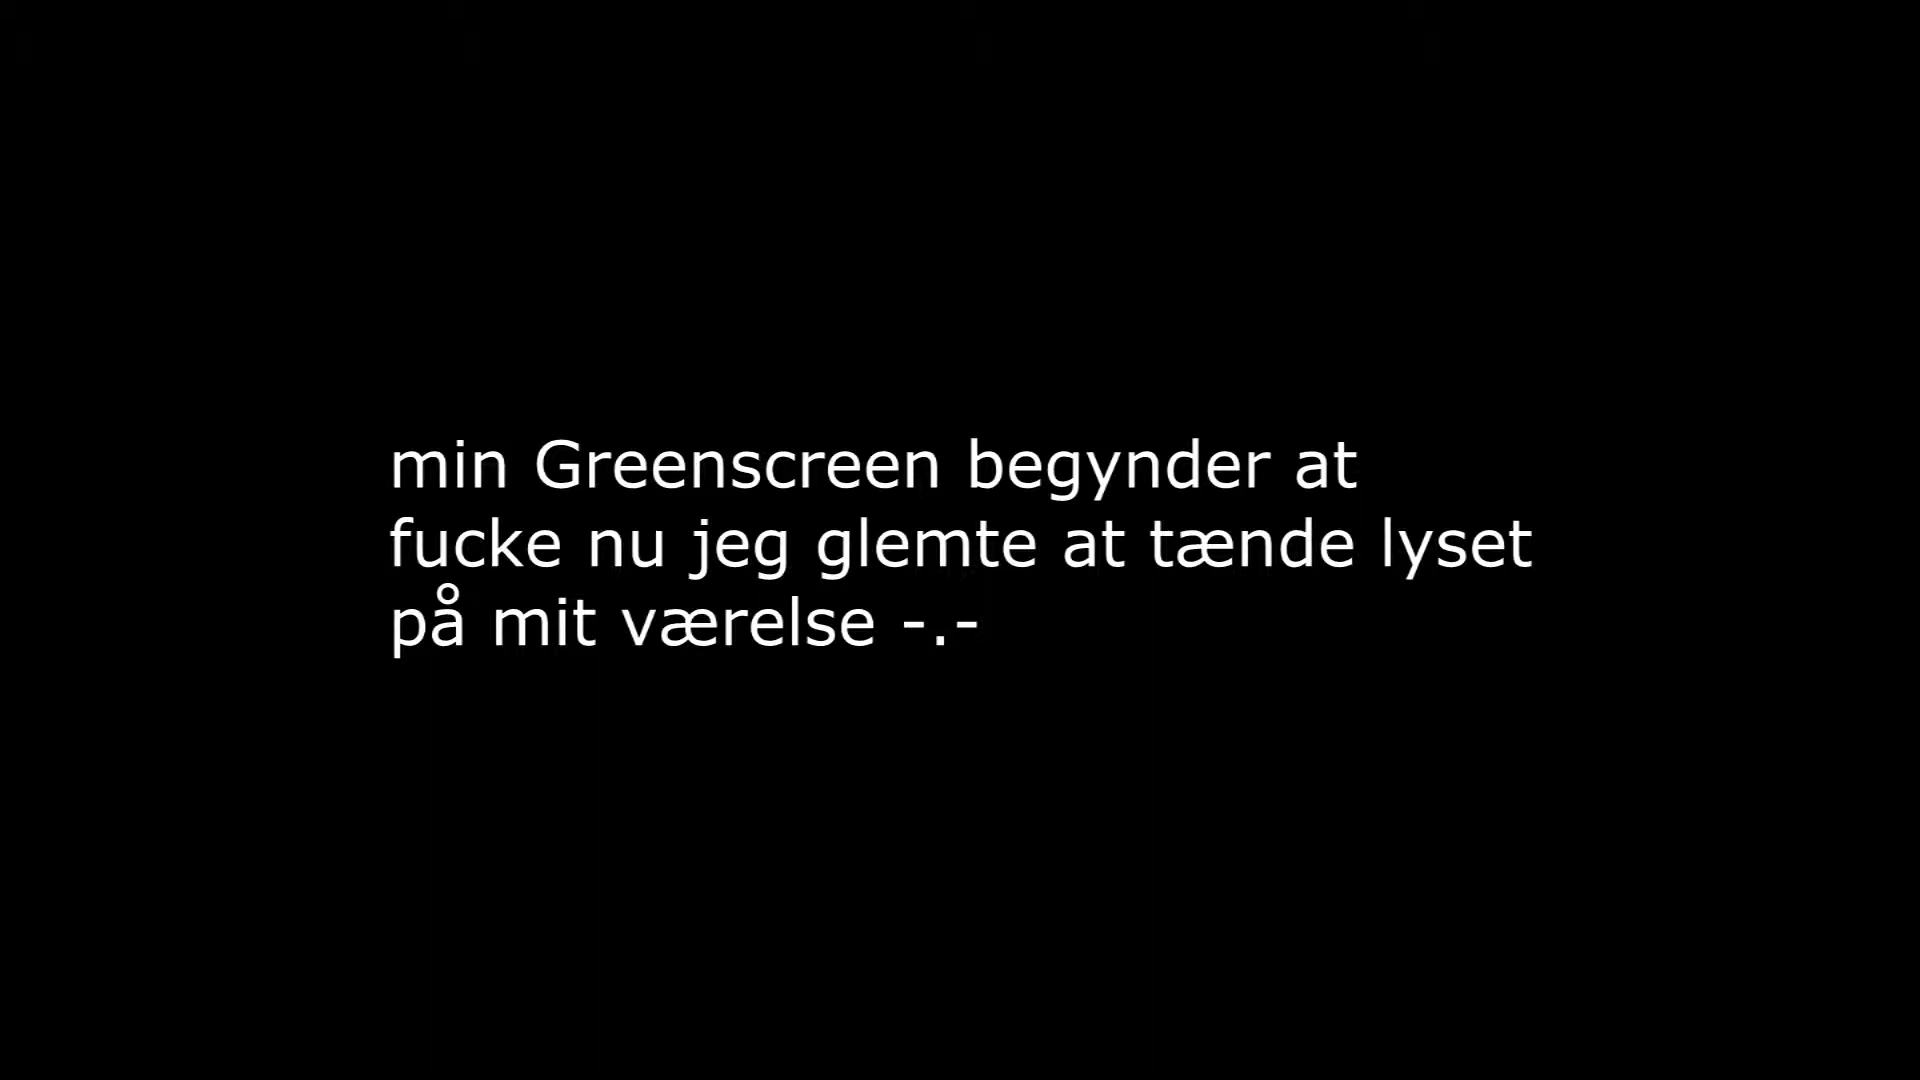 min Greenscreen begynder at
fucke nu jeg glemte at tænde lyset
på mit værelse -.-